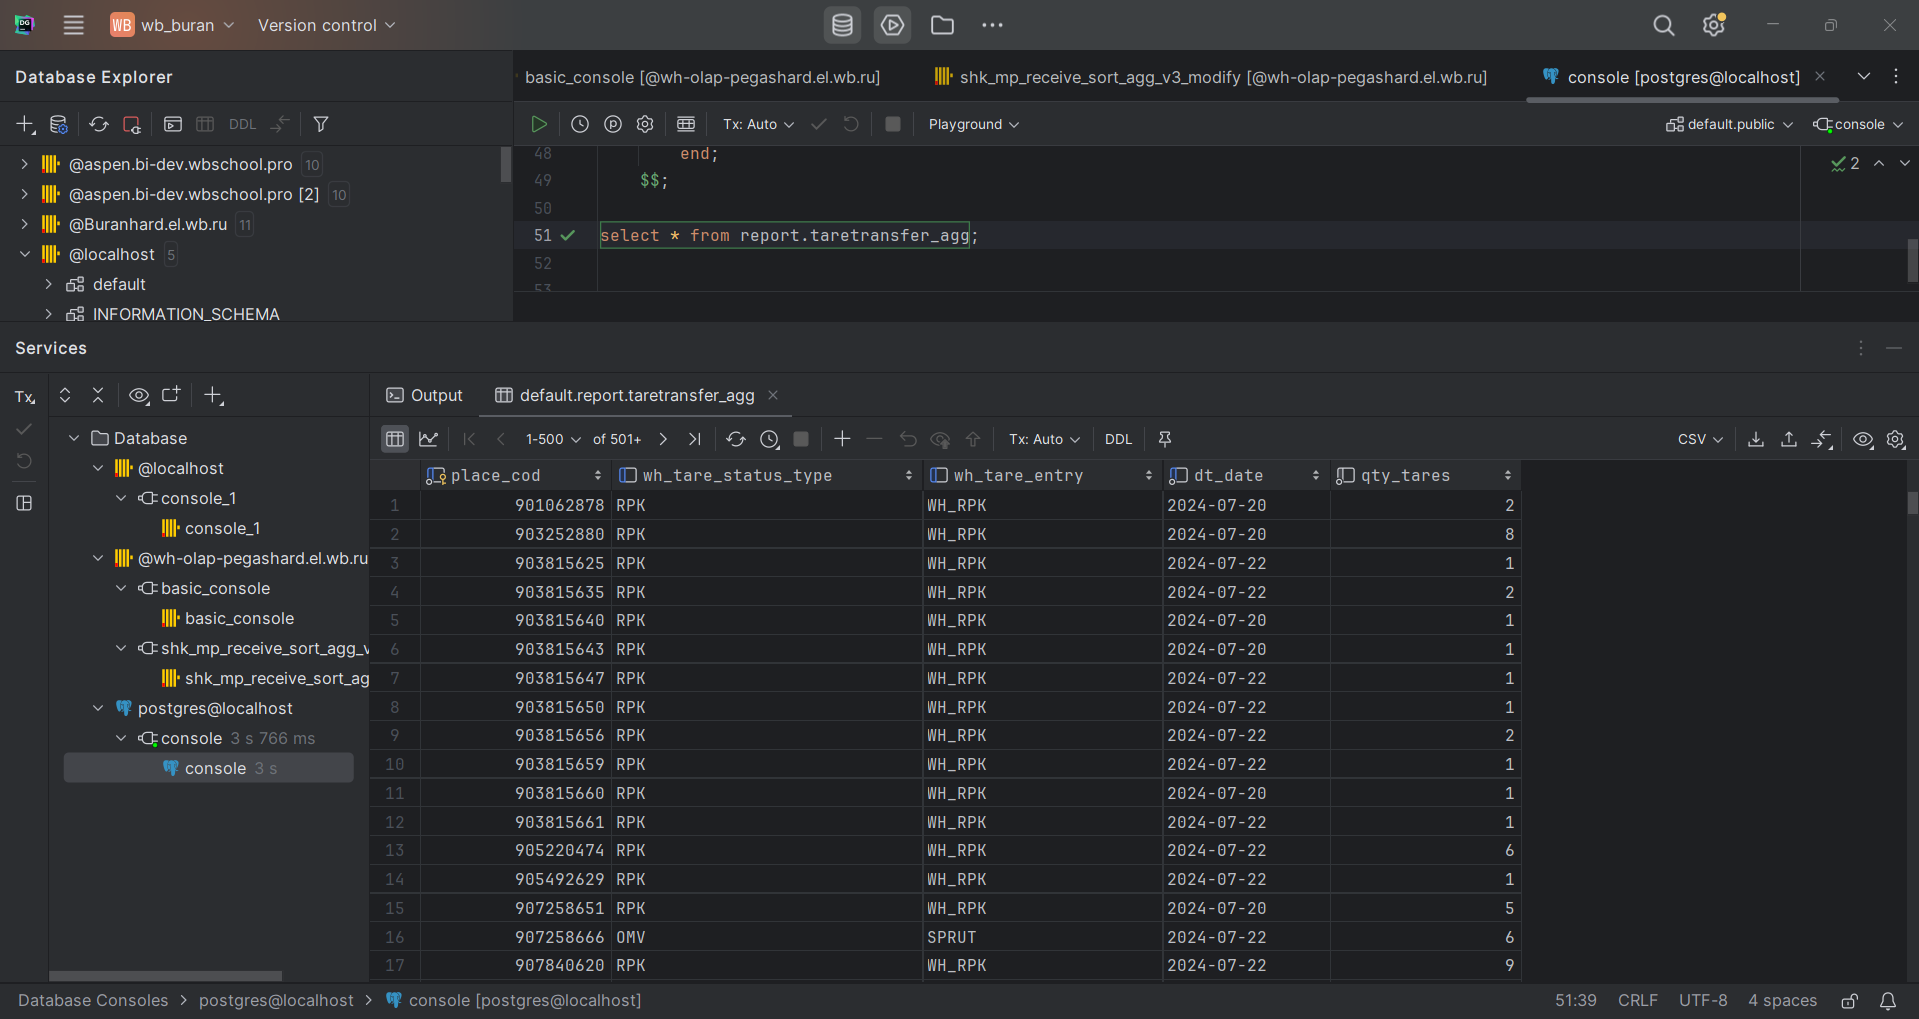 WB wb_buran Version control
Database Explorer
basic_console [@wh-olap-pegashard.el.wb.ru]
shk_mp_receive_sort_agg_v3_modify [@wh-olap-pegashard.el.wb.ru]
console [postgres@localhost]
DDL
Tx: Auto
Playground
default.public
console
@aspen.bi-dev.wbschool.pro 10
@aspen.bi-dev.wbschool.pro [2] 10
@Buranhard.el.wb.ru 11
@localhost 5
default
INFORMATION_SCHEMA
48 end;
49 $$;
50
51 select * from report.taretransfer_agg;
52
53
2
Services
Tx
Output
default.report.taretransfer_agg
1-500 of 501+
Tx: Auto
DDL
CSV
Database
@localhost
console_1
console_1
@wh-olap-pegashard.el.wb.ru
basic_console
basic_console
shk_mp_receive_sort_agg_v
shk_mp_receive_sort_ag
postgres@localhost
console 3 s 766 ms
console 3 s
place_cod wh_tare_status_type wh_tare_entry dt_date qty_tares
1 901062878 RPK WH_RPK 2024-07-20 2
2 903252880 RPK WH_RPK 2024-07-20 8
3 903815625 RPK WH_RPK 2024-07-22 1
4 903815635 RPK WH_RPK 2024-07-22 2
5 903815640 RPK WH_RPK 2024-07-20 1
6 903815643 RPK WH_RPK 2024-07-20 1
7 903815647 RPK WH_RPK 2024-07-22 1
8 903815650 RPK WH_RPK 2024-07-22 1
9 903815656 RPK WH_RPK 2024-07-22 2
10 903815659 RPK WH_RPK 2024-07-22 1
11 903815660 RPK WH_RPK 2024-07-20 1
12 903815661 RPK WH_RPK 2024-07-22 1
13 905220474 RPK WH_RPK 2024-07-22 6
14 905492629 RPK WH_RPK 2024-07-22 1
15 907258651 RPK WH_RPK 2024-07-20 5
16 907258666 OMV SPRUT 2024-07-22 6
17 907840620 RPK WH_RPK 2024-07-22 9
Database Consoles > postgres@localhost > console [postgres@localhost]
51:39 CRLF UTF-8 4 spaces